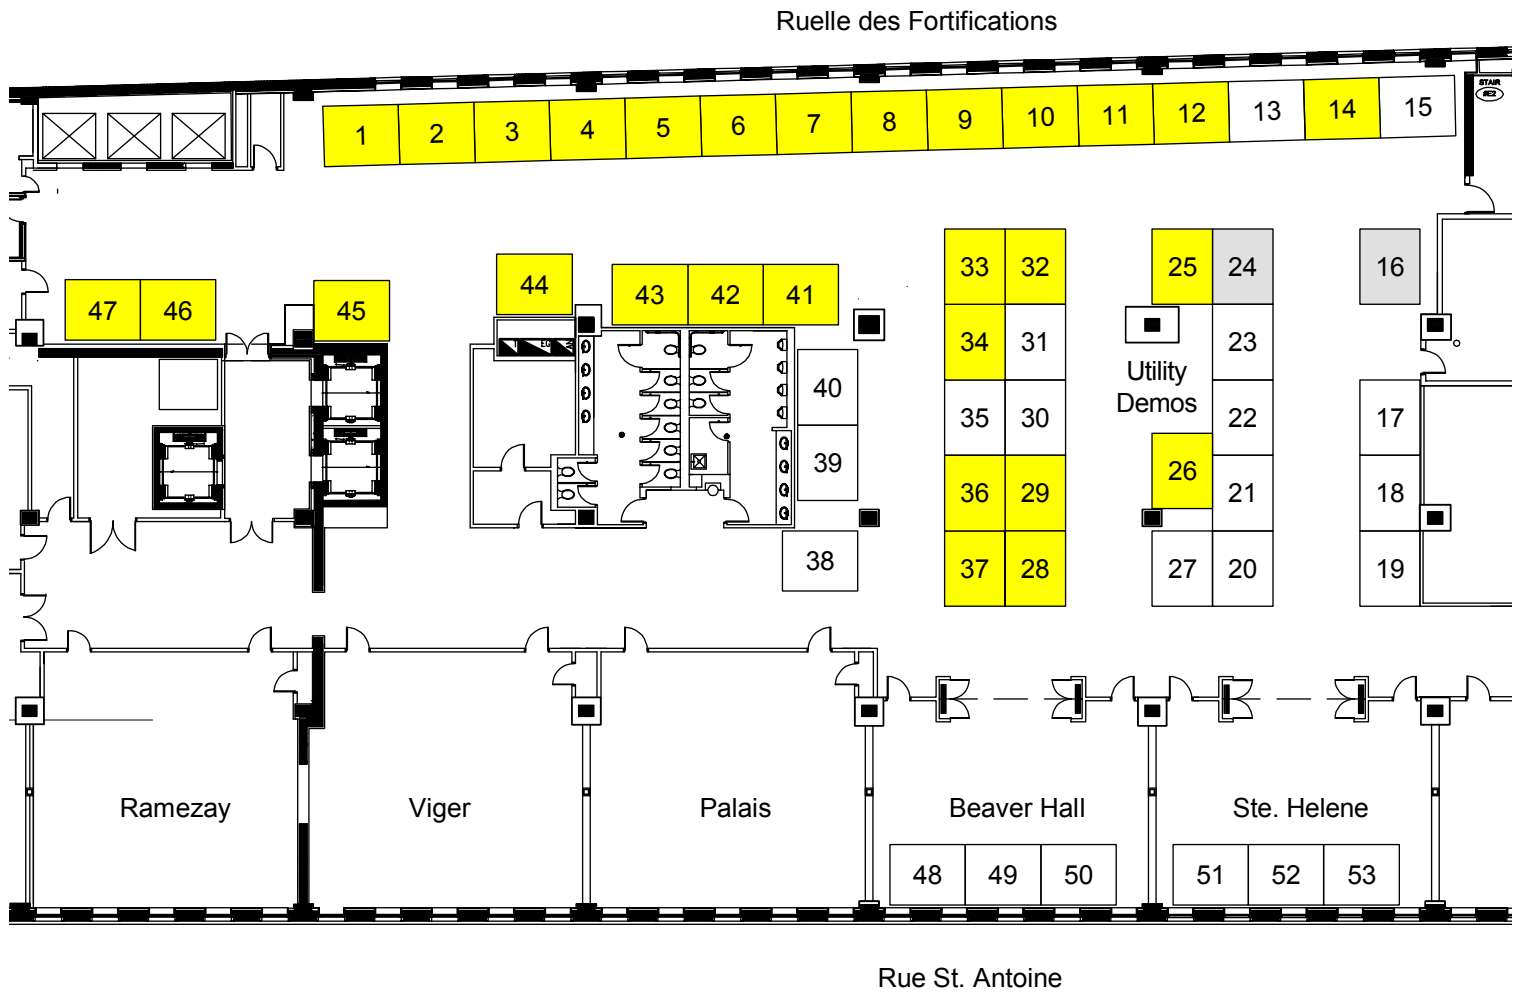 Ruelle des Fortifications
STAIR
#E2
1 2 3 4 5 6 7 8 9 10 11 12 13 14 15
33 32 25 24 16
47 46 45 44 43 42 41
34 31 23
Utility
Demos
40
35 30 22 17
39
36 29 26 21 18
38 37 28 27 20 19
Ramezay Viger Palais Beaver Hall Ste. Helene
48 49 50 51 52 53
Rue St. Antoine